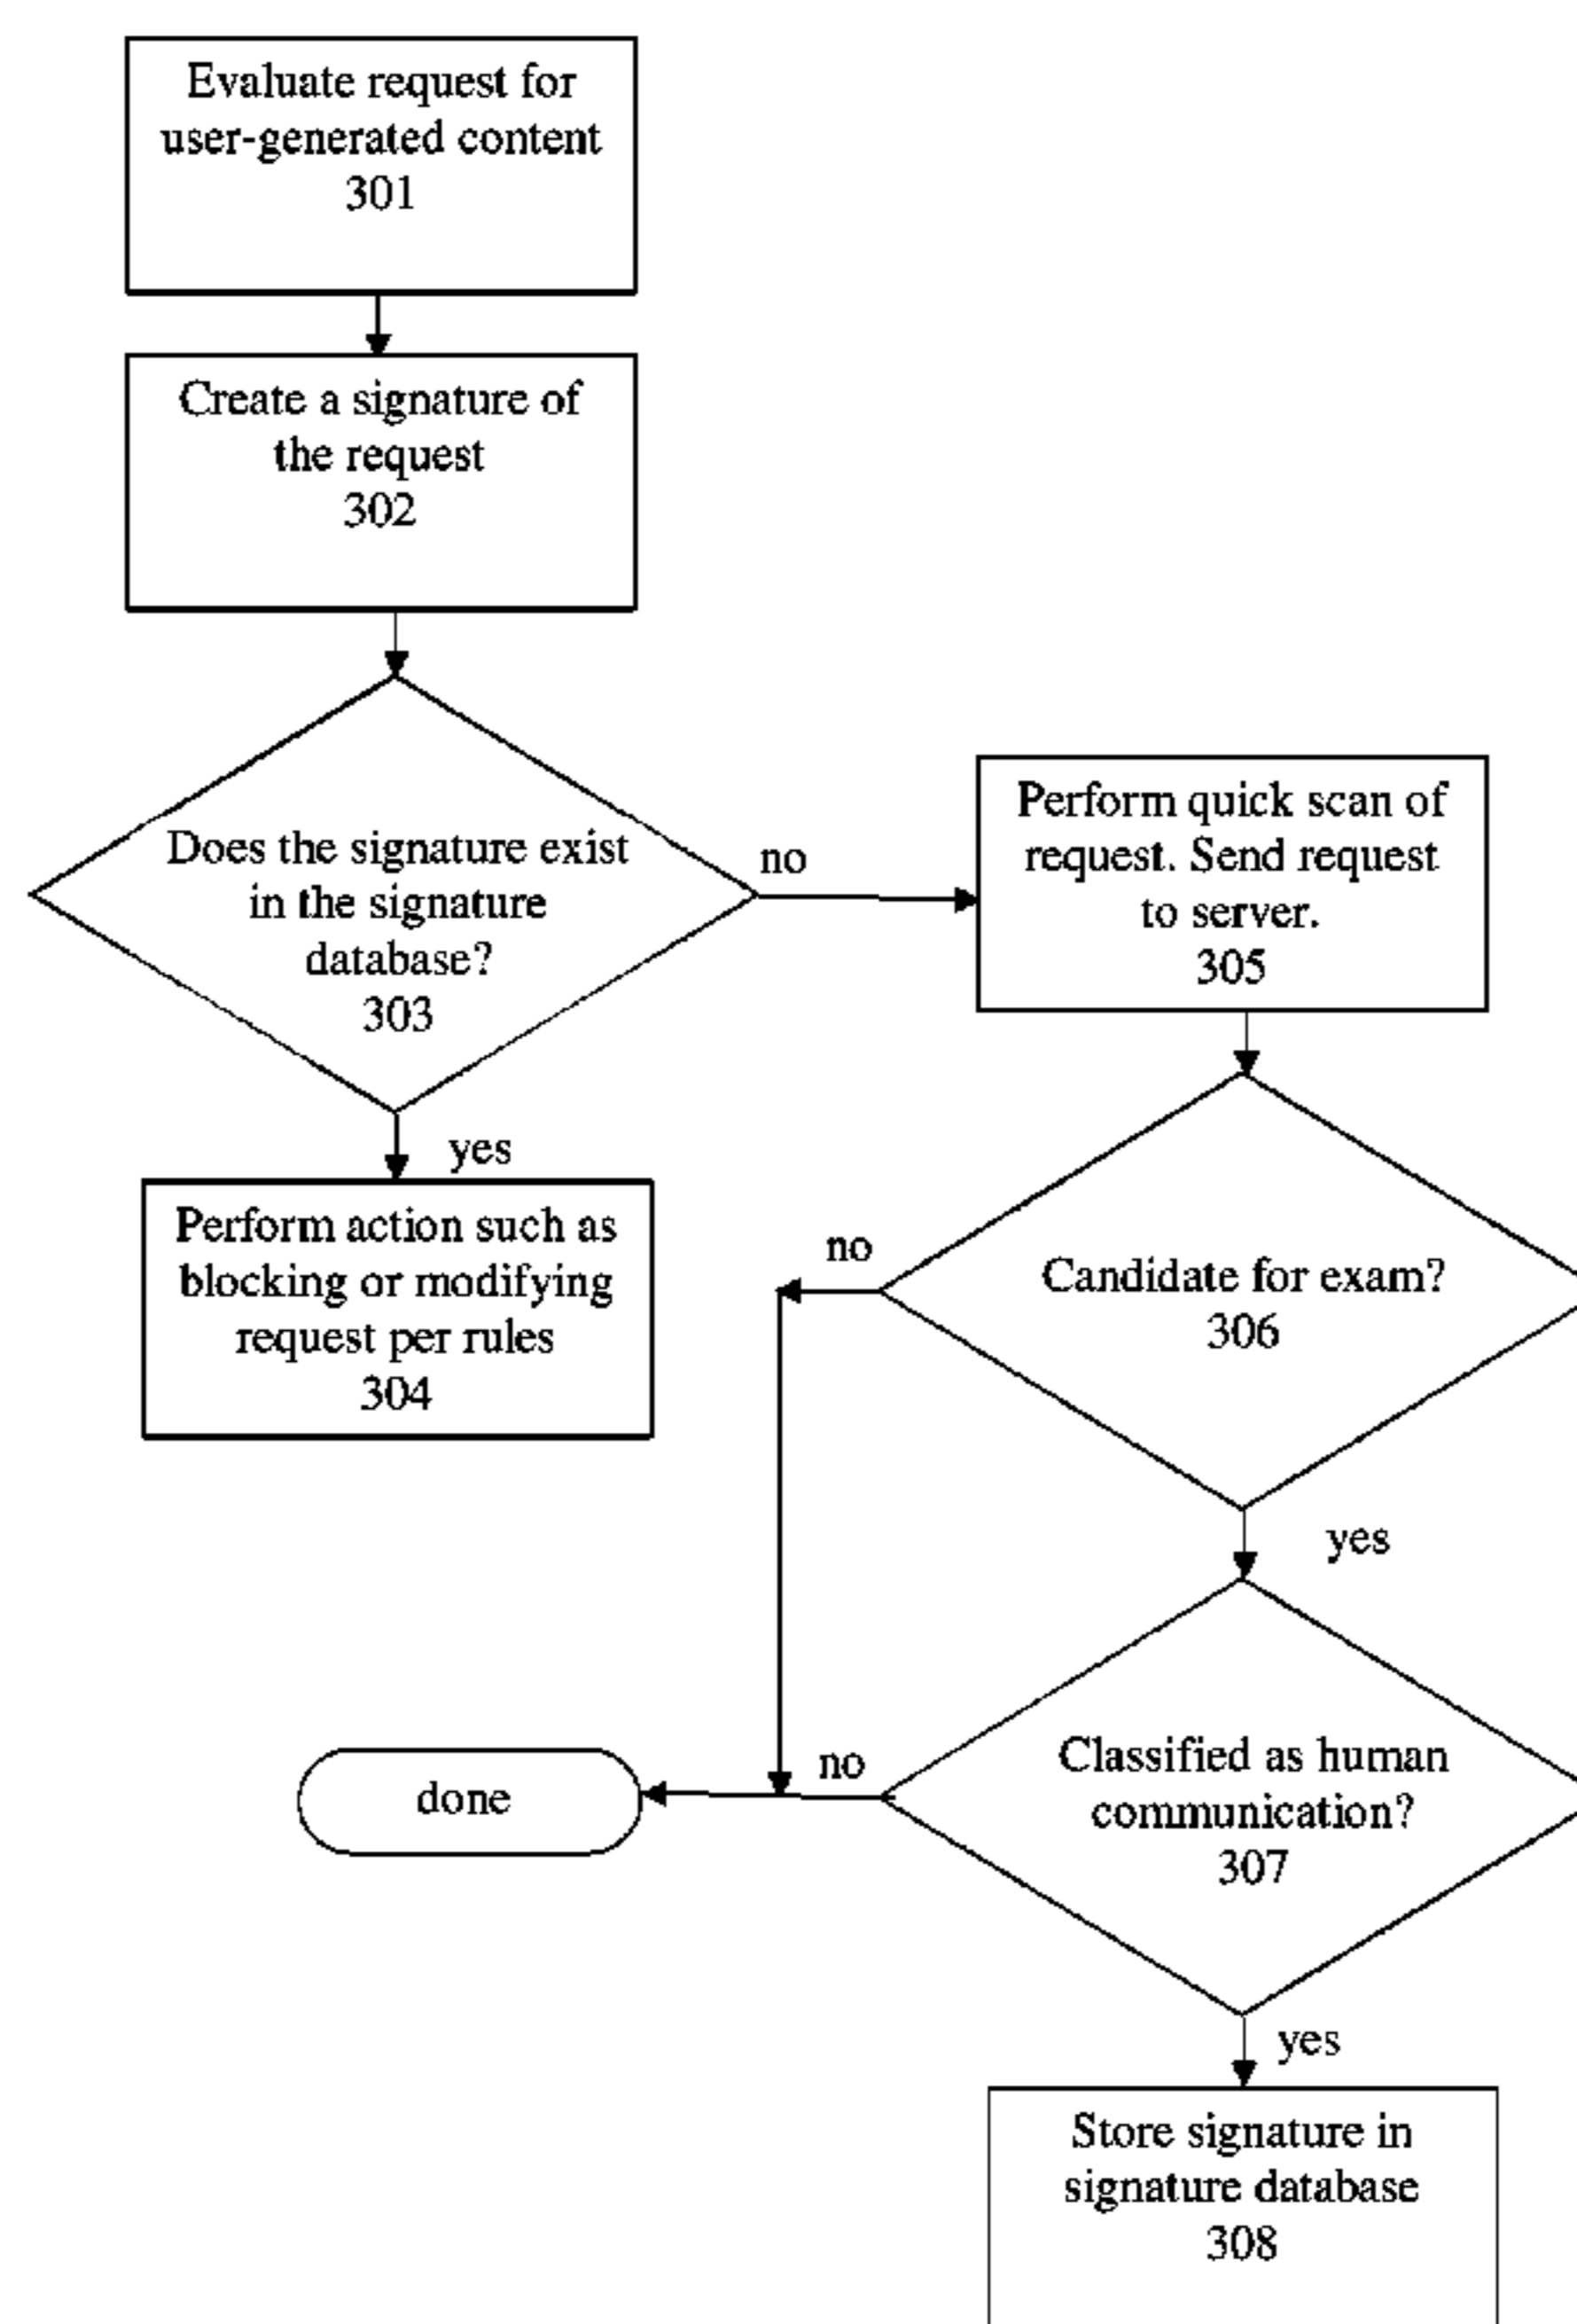 Evaluate request for
user-generated content
301
Create a signature of
the request
302
Does the signature exist
in the signature
database?
303
no
yes
Perform action such as
blocking or modifying
request per rules
304
Perform quick scan of
request. Send request
to server.
305
Candidate for exam?
306
no
yes
Classified as human
communication?
307
no
done
yes
Store signature in
signature database
308